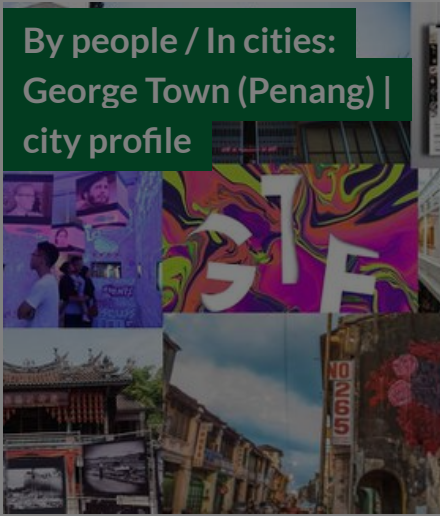 By people / In cities:
George Town (Penang) |
city profile
GTF
NO
265